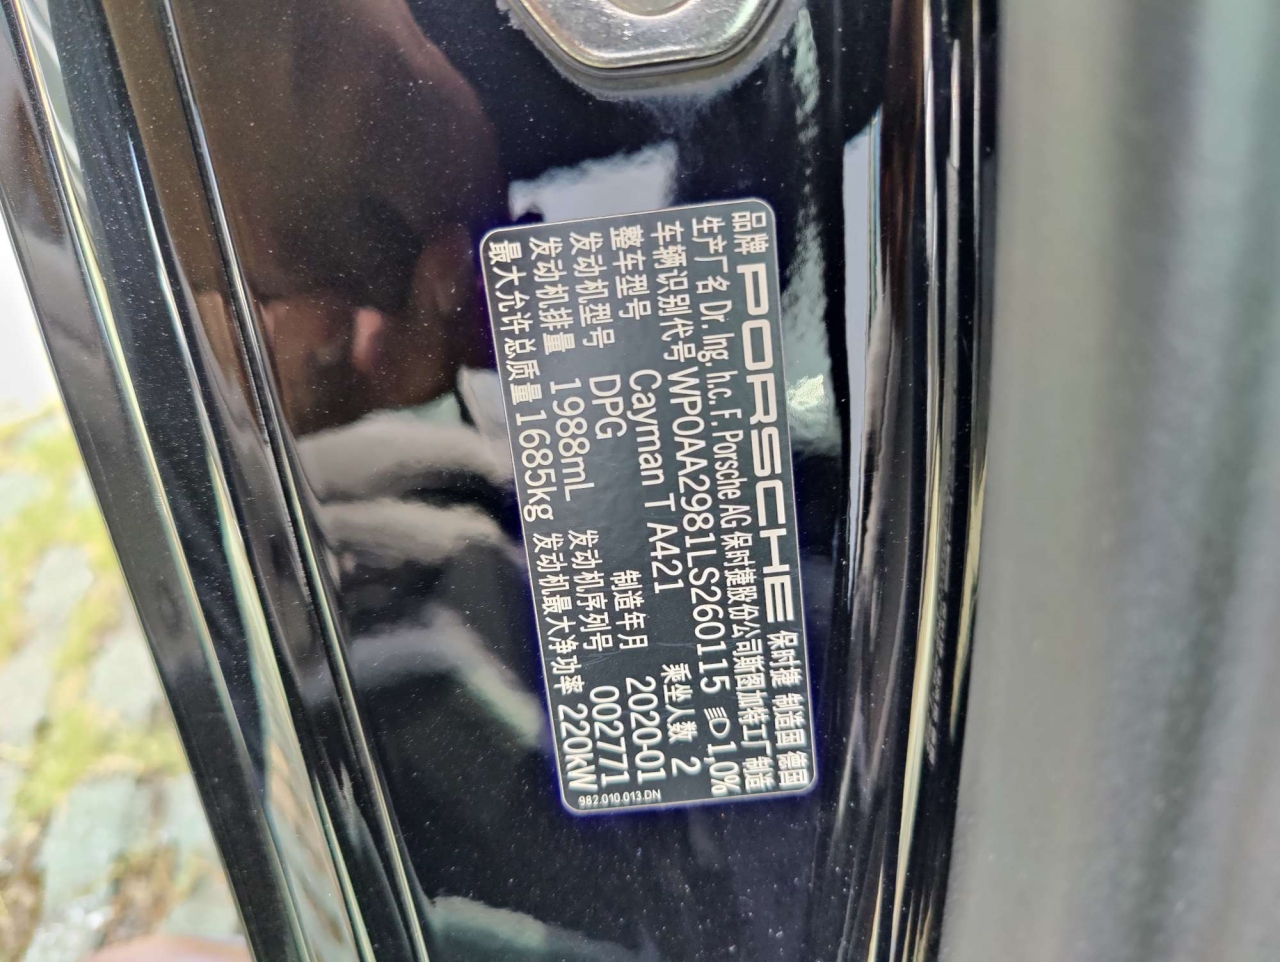 品牌 PORSCHE 保时捷 制造国 德国
生产厂名 Dr. Ing. h.c. F. Porsche AG 保时捷股份公司斯图加特工厂 制造
车辆识别代号 WP0AA2981LS260115 1,0%
整车型号 Cayman T A421 乘坐人数 2
发动机型号 DPG 制造年月 2020-01
发动机排量 1988mL 发动机序列号 002771
最大允许总质量 1685kg 发动机最大净功率 220kW
982.010.013.DN